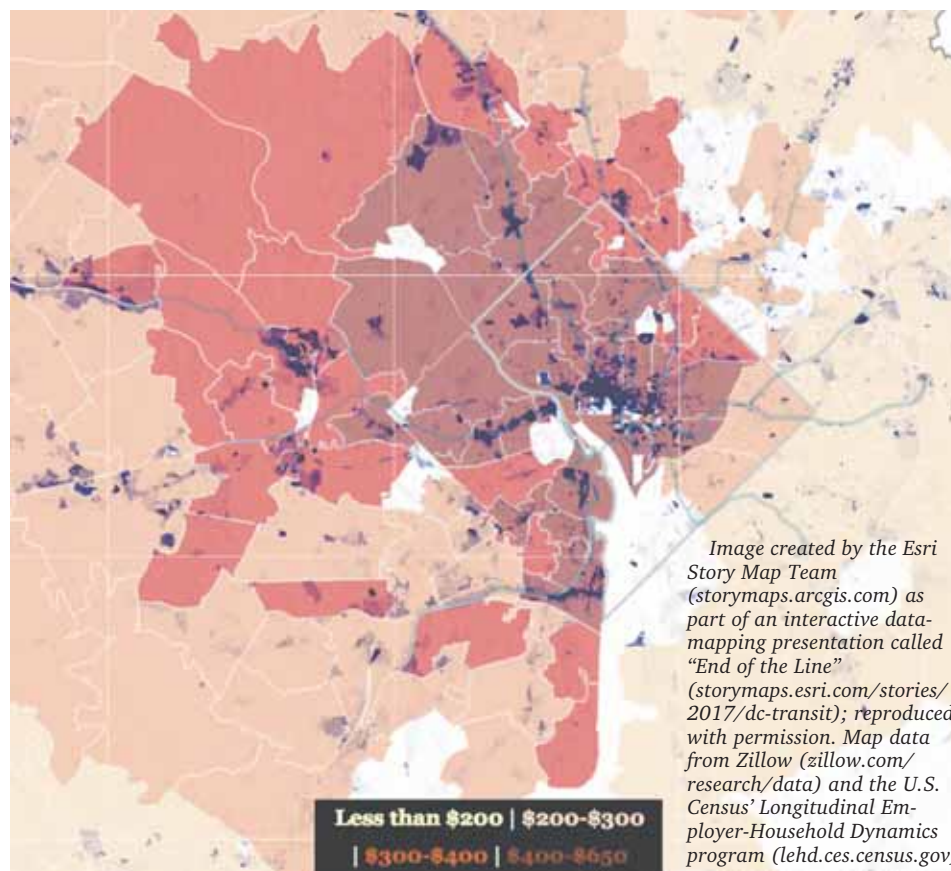 Image created by the Esri
Story Map Team
(storymaps.arcgis.com) as
part of an interactive data-
mapping presentation called
“End of the Line”
(storymaps.esri.com/stories/
2017/dc-transit); reproduced
with permission. Map data
from Zillow (zillow.com/
research/data) and the U.S.
Census’ Longitudinal Em-
ployer-Household Dynamics
program (lehd.ces.census.gov)
Less than $200 | $200-$300
| $300-$400 | $400-$650